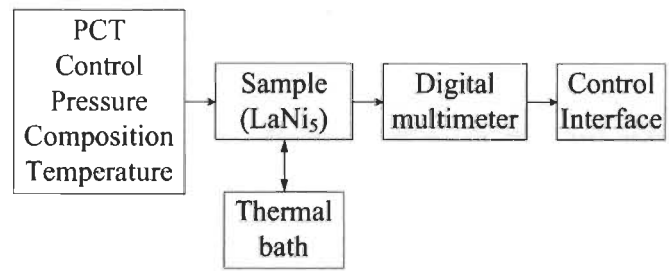 PCT
Control
Pressure
Composition
Temperature
Sample
(LaNi₅)
Digital
multimeter
Control
Interface
Thermal
bath